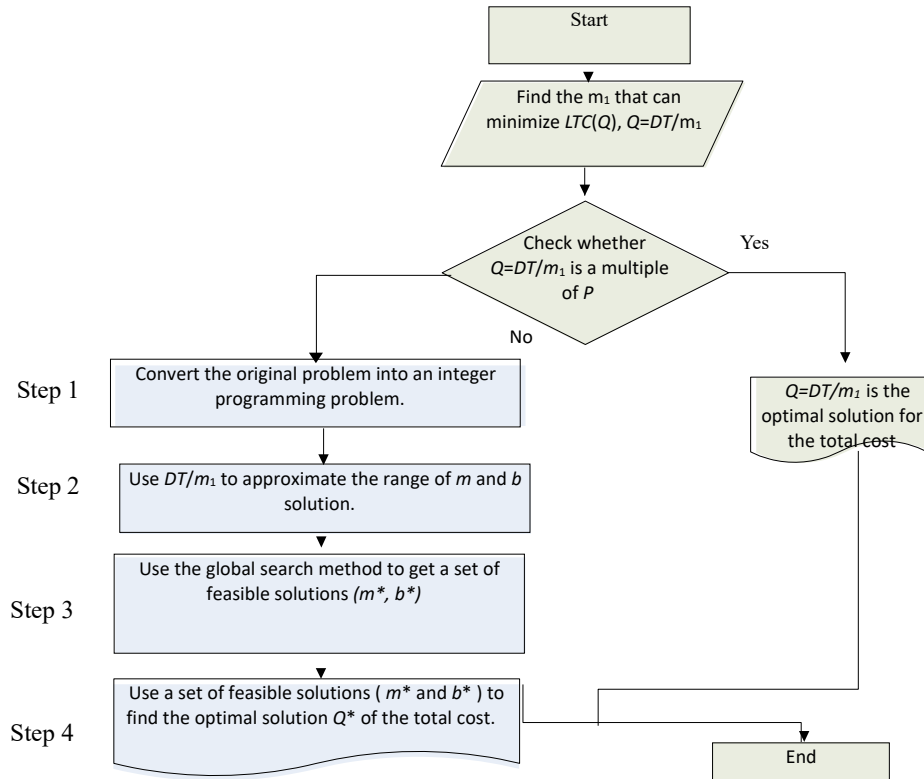 Start
Find the m₁ that can
minimize LTC(Q), Q=DT/m₁
Check whether
Q=DT/m₁ is a multiple
of P
Yes
No
Step 1
Convert the original problem into an integer
programming problem.
Q=DT/m₁ is the
optimal solution for
the total cost
Step 2
Use DT/m₁ to approximate the range of m and b
solution.
Step 3
Use the global search method to get a set of
feasible solutions (m*, b*)
Step 4
Use a set of feasible solutions ( m* and b* ) to
find the optimal solution Q* of the total cost.
End